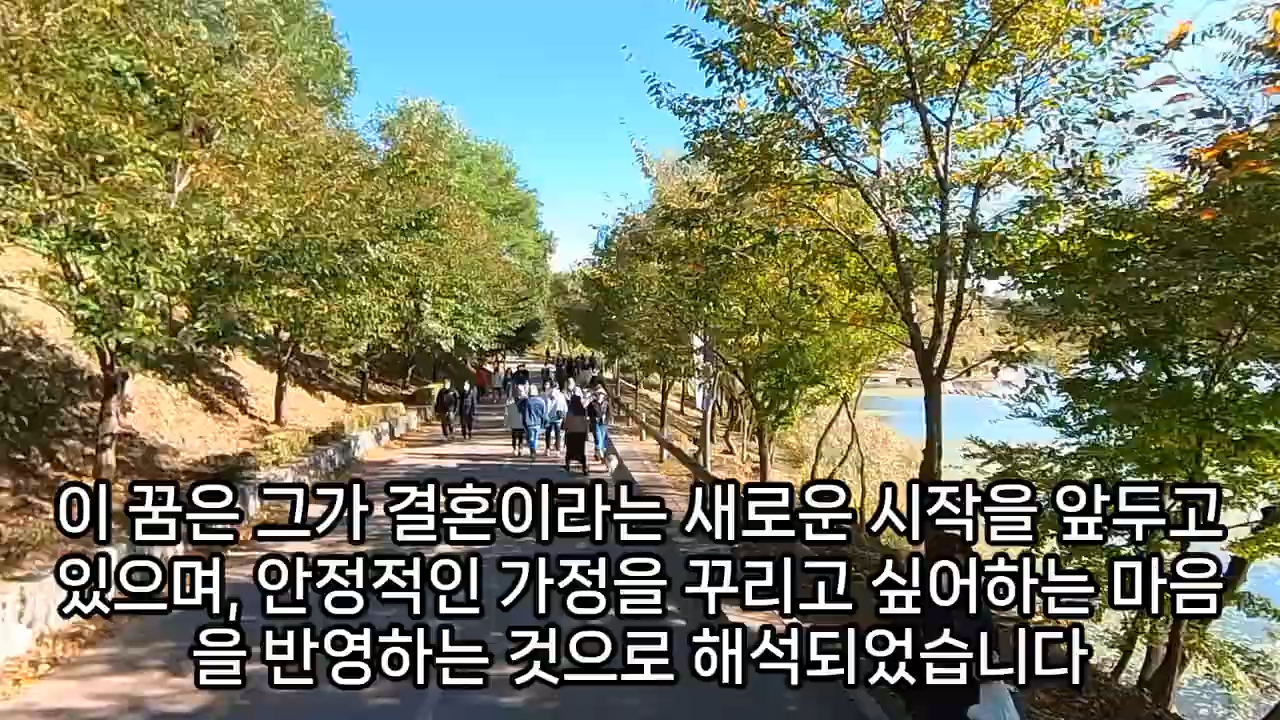 이 꿈은 그가 결혼이라는 새로운 시작을 앞두고
있으며, 안정적인 가정을 꾸리고 싶어하는 마음
을 반영하는 것으로 해석되었습니다